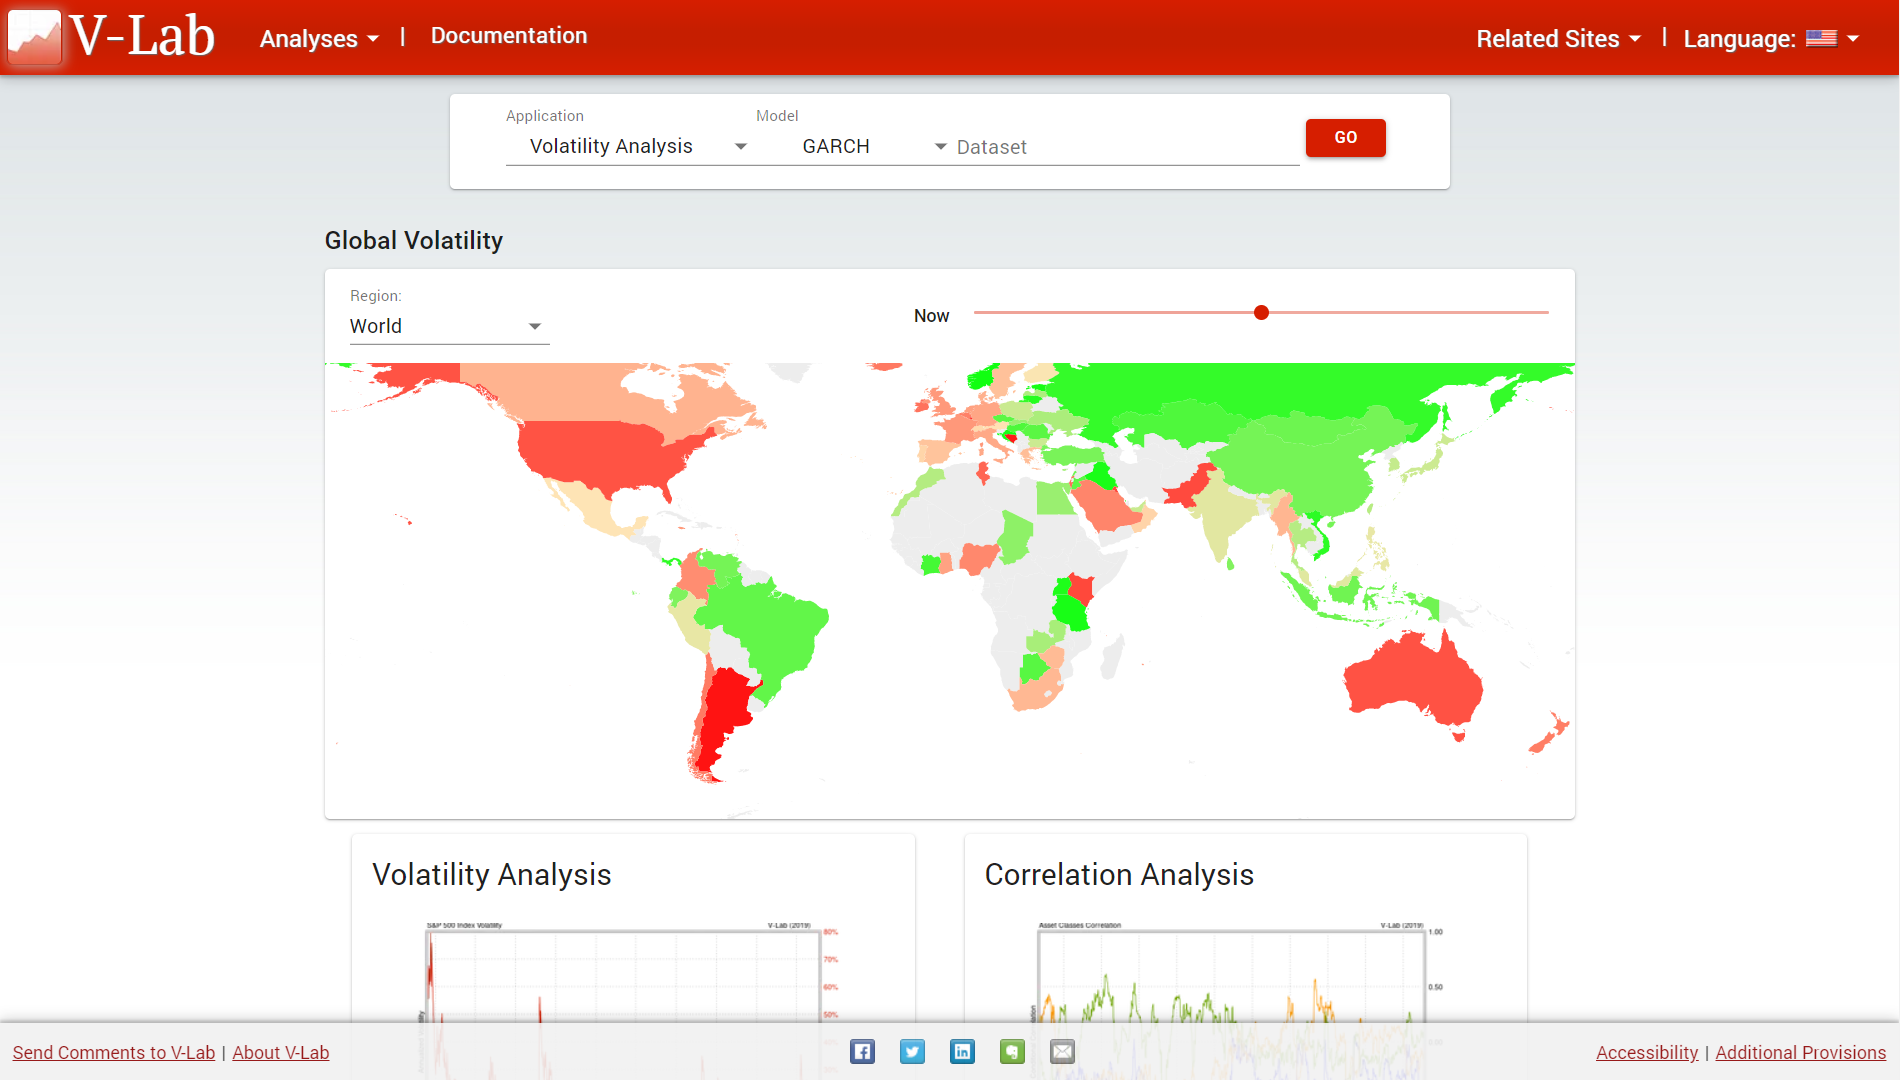 V-Lab
Analyses | Documentation
Related Sites | Language:
Application
Volatility Analysis
Model
GARCH
Dataset
GO
Global Volatility
Region:
World
Now
Volatility Analysis
S&P 500 Index Volatility
V-Lab (2019)
80%
70%
60%
50%
Correlation Analysis
Asset Classes Correlation
V-Lab (2019)
1.00
0.50
Send Comments to V-Lab | About V-Lab
Accessibility | Additional Provisions